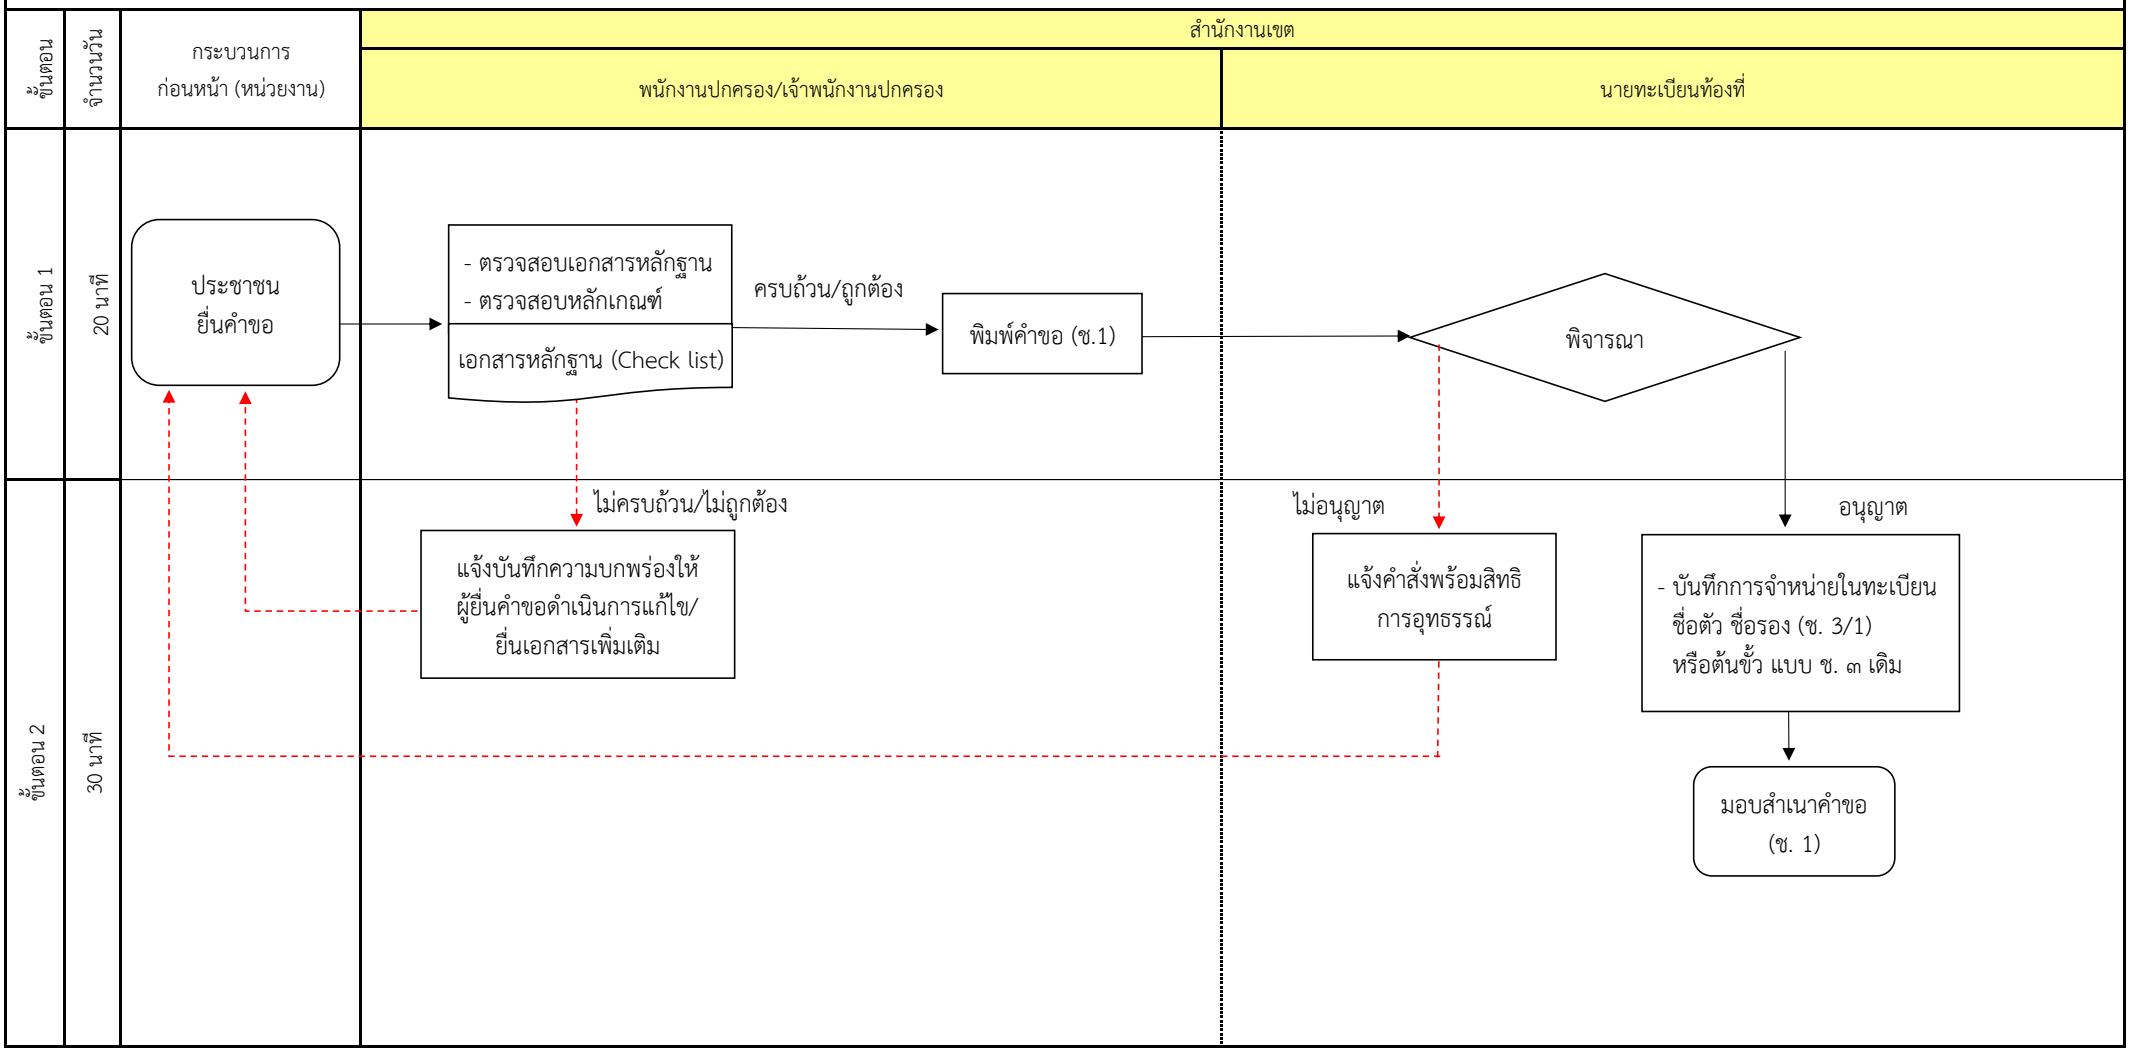 ขั้นตอน
จำนวนวัน
กระบวนการ
ก่อนหน้า (หน่วยงาน)
สำนักงานเขต
พนักงานปกครอง/เจ้าพนักงานปกครอง
นายทะเบียนท้องที่
ขั้นตอน 1
20 นาที
ประชาชน
ยื่นคำขอ
- ตรวจสอบเอกสารหลักฐาน
- ตรวจสอบหลักเกณฑ์
เอกสารหลักฐาน (Check list)
ครบถ้วน/ถูกต้อง
พิมพ์คำขอ (ช.1)
พิจารณา
ขั้นตอน 2
30 นาที
ไม่ครบถ้วน/ไม่ถูกต้อง
แจ้งบันทึกความบกพร่องให้
ผู้ยื่นคำขอดำเนินการแก้ไข/
ยื่นเอกสารเพิ่มเติม
ไม่อนุญาต
แจ้งคำสั่งพร้อมสิทธิ
การอุทธรรณ์
อนุญาต
- บันทึกการจำหน่ายในทะเบียน
ชื่อตัว ชื่อรอง (ช. 3/1)
หรือต้นขั้ว แบบ ช. ๓ เดิม
มอบสำเนาคำขอ
(ช. 1)